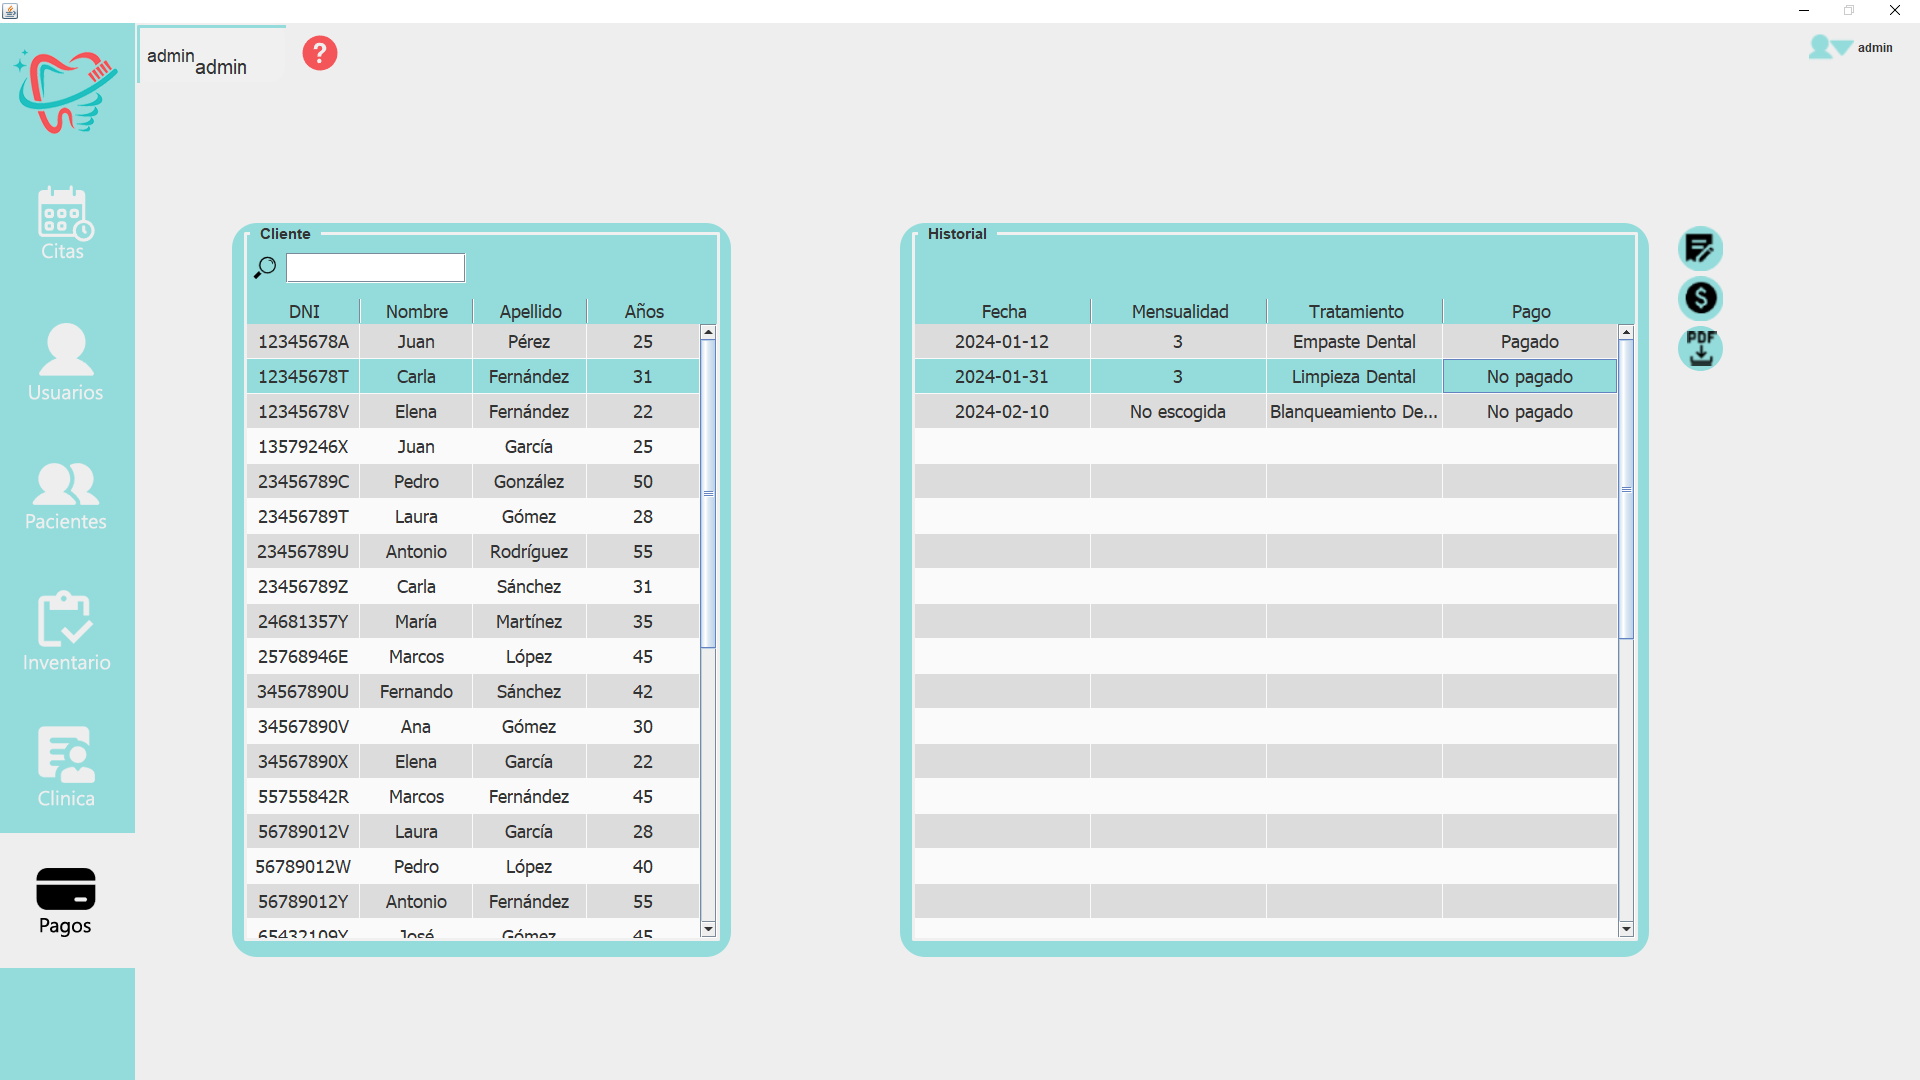 admin
admin
?
admin
Citas
Usuarios
Pacientes
Inventario
Clinica
Pagos
Cliente
DNI Nombre Apellido Años
12345678A Juan Pérez 25
12345678T Carla Fernández 31
12345678V Elena Fernández 22
13579246X Juan García 25
23456789C Pedro González 50
23456789T Laura Gómez 28
23456789U Antonio Rodríguez 55
23456789Z Carla Sánchez 31
24681357Y María Martínez 35
25768946E Marcos López 45
34567890U Fernando Sánchez 42
34567890V Ana Gómez 30
34567890X Elena García 22
55755842R Marcos Fernández 45
56789012V Laura García 28
56789012W Pedro López 40
56789012Y Antonio Fernández 55
65432109Y José Gómez 45
Historial
Fecha Mensualidad Tratamiento Pago
2024-01-12 3 Empaste Dental Pagado
2024-01-31 3 Limpieza Dental No pagado
2024-02-10 No escogida Blanqueamiento De... No pagado
$
PDF